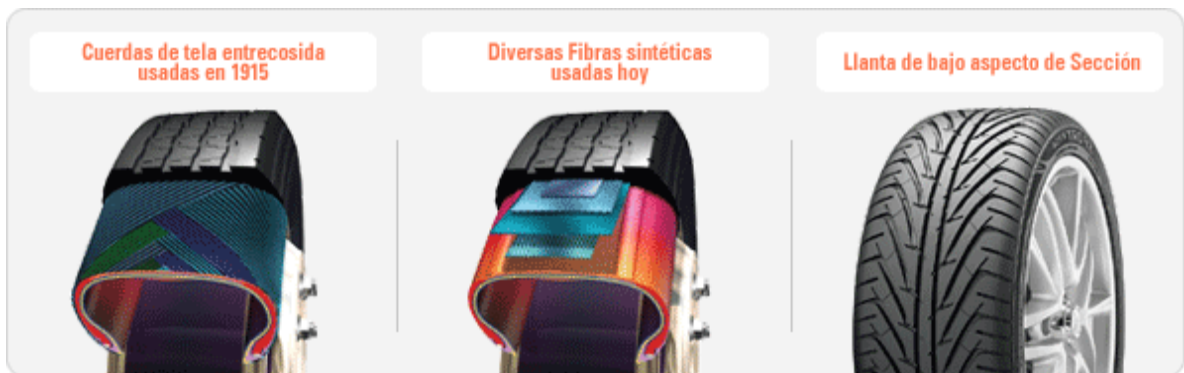 Cuerdas de tela entrecosida
usadas en 1915
Diversas Fibras sintéticas
usadas hoy
Llanta de bajo aspecto de Sección